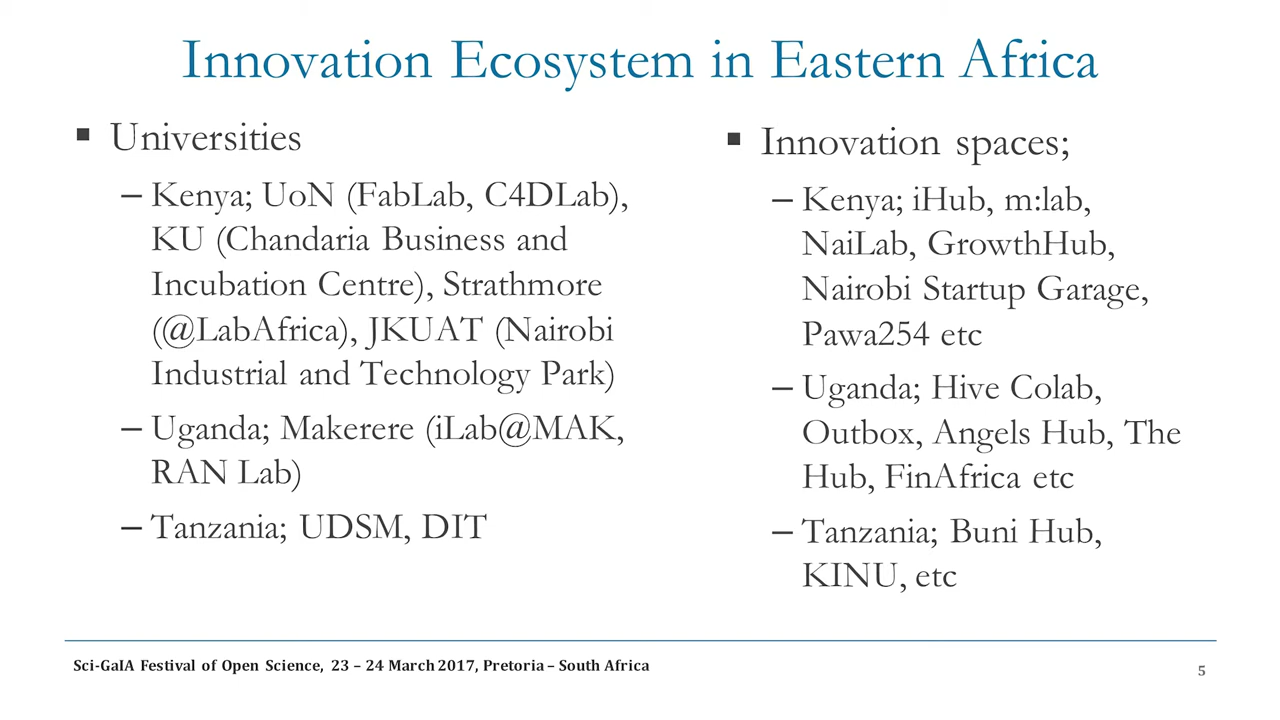 Innovation Ecosystem in Eastern Africa
▪ Universities
– Kenya; UoN (FabLab, C4DLab),
KU (Chandaria Business and
Incubation Centre), Strathmore
(@LabAfrica), JKUAT (Nairobi
Industrial and Technology Park)
– Uganda; Makerere (iLab@MAK,
RAN Lab)
– Tanzania; UDSM, DIT
▪ Innovation spaces;
– Kenya; iHub, m:lab,
NaiLab, GrowthHub,
Nairobi Startup Garage,
Pawa254 etc
– Uganda; Hive Colab,
Outbox, Angels Hub, The
Hub, FinAfrica etc
– Tanzania; Buni Hub,
KINU, etc
Sci-GaIA Festival of Open Science, 23 – 24 March 2017, Pretoria – South Africa
5